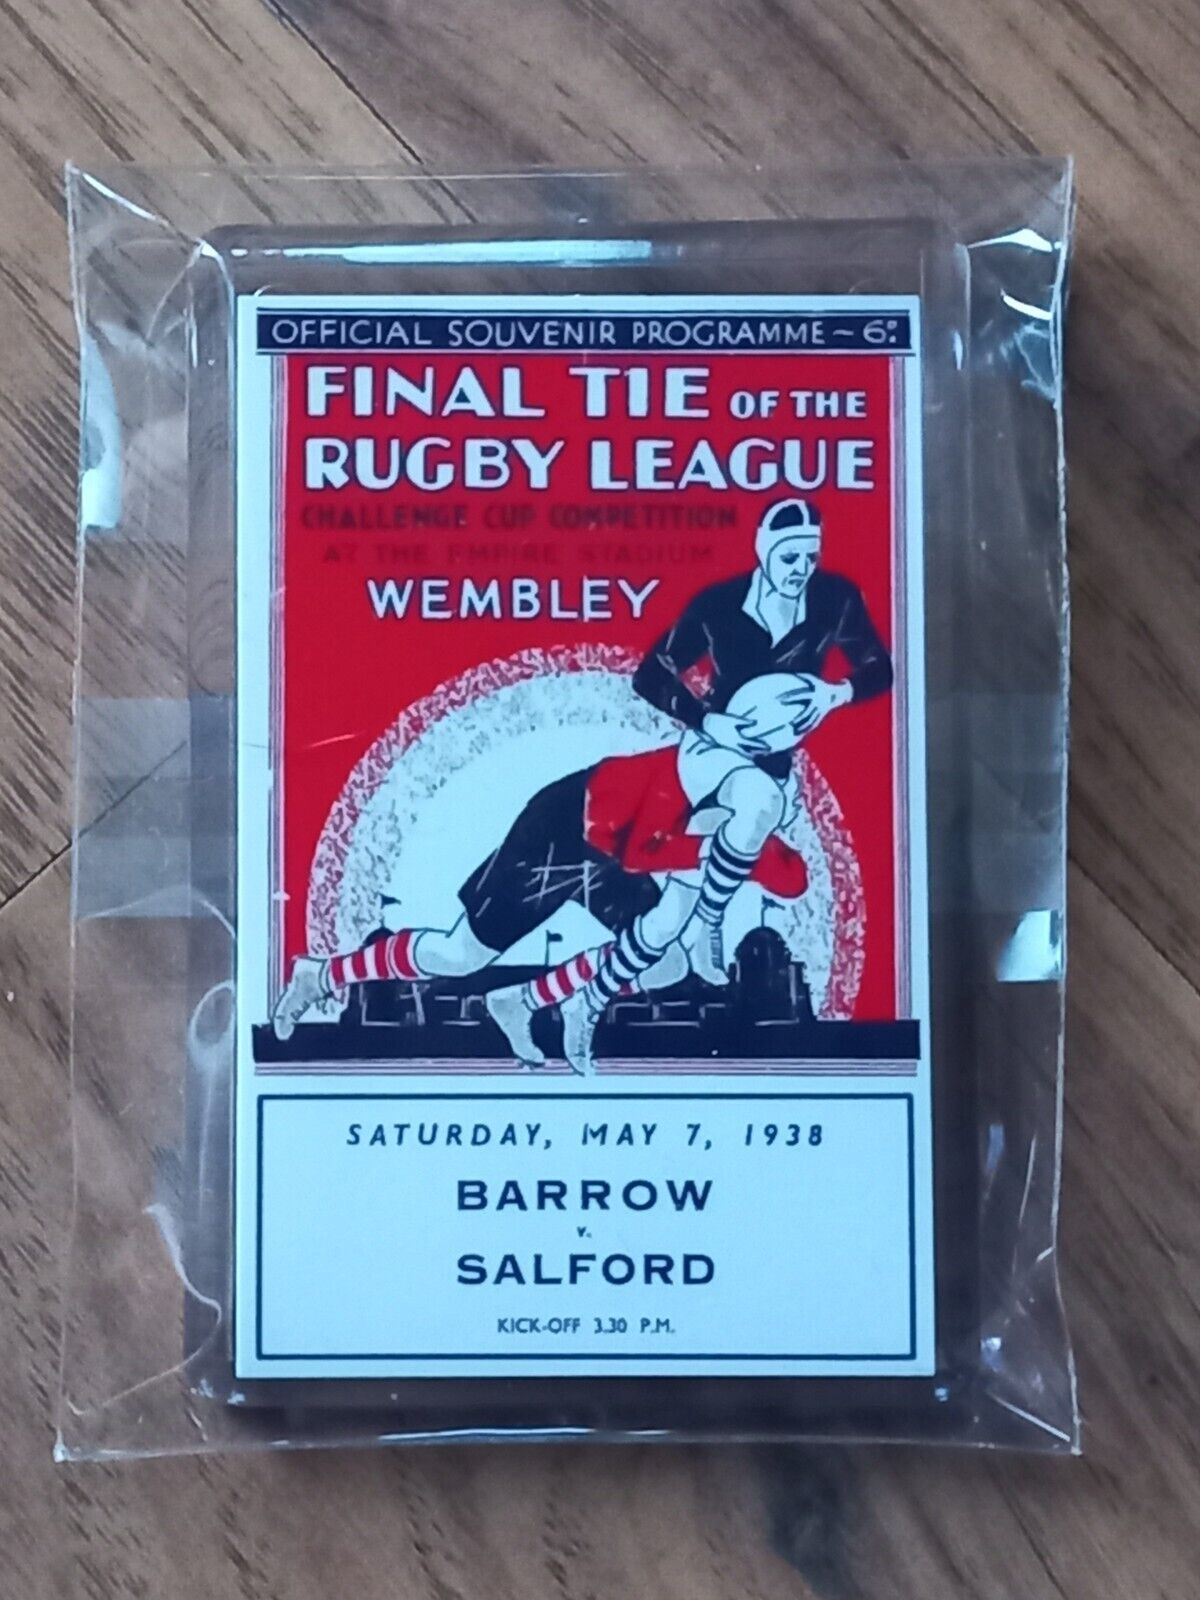 OFFICIAL SOUVENIR PROGRAMME ~ 6D.
FINAL TIE OF THE
RUGBY LEAGUE
CHALLENGE CUP COMPETITION
AT THE EMPIRE STADIUM
WEMBLEY
SATURDAY, MAY 7, 1938
BARROW
v.
SALFORD
KICK-OFF 3.30 P.M.